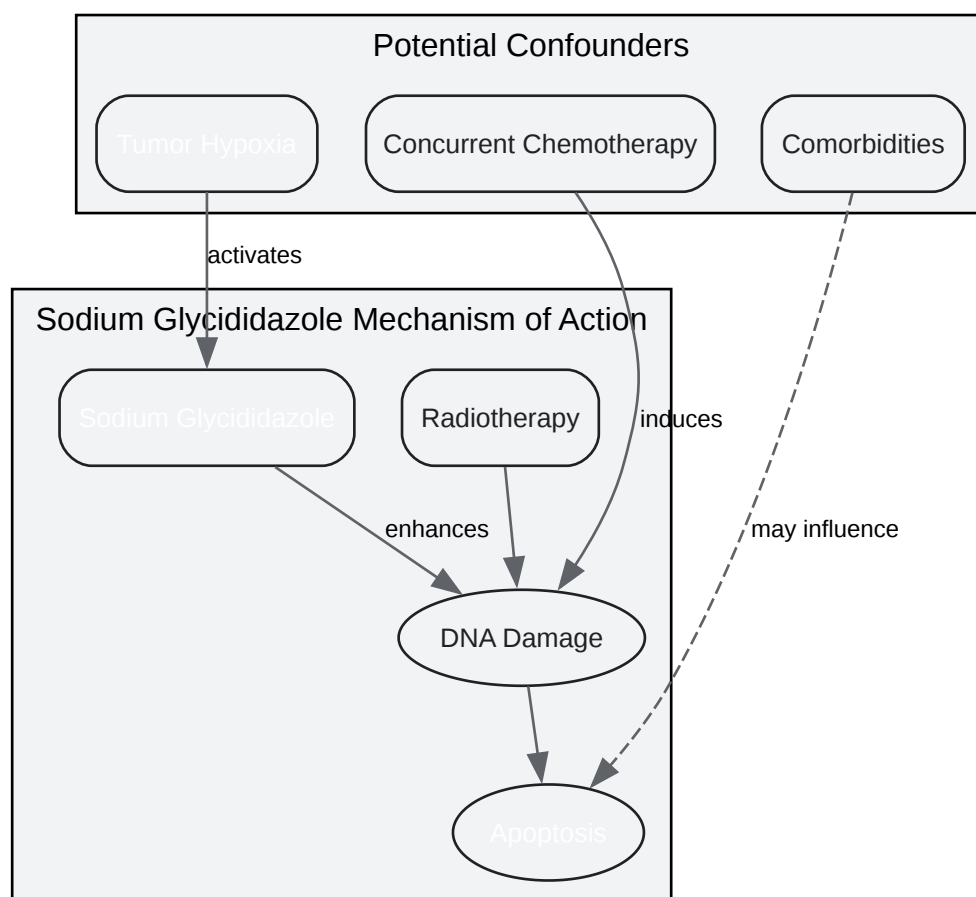 Potential Confounders
Tumor Hypoxia
Concurrent Chemotherapy
Comorbidities
activates
Sodium Glycididazole Mechanism of Action
Sodium Glycididazole
Radiotherapy
induces
enhances
may influence
DNA Damage
Apoptosis